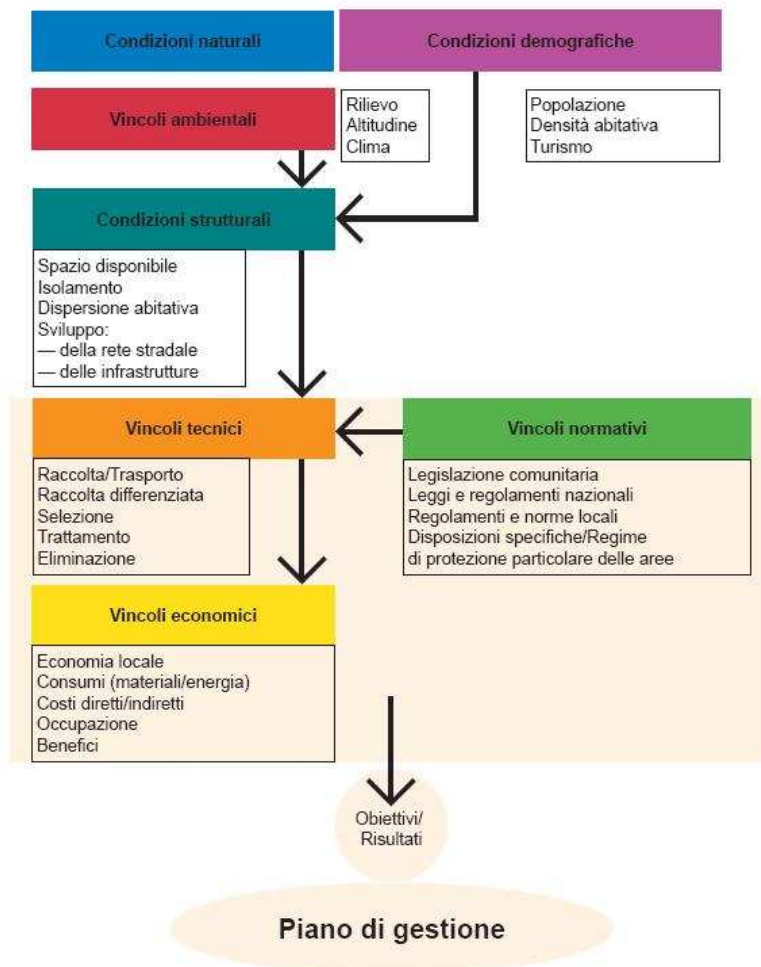 Condizioni naturali
Condizioni demografiche
Vincoli ambientali
Rilievo
Altitudine
Clima
Popolazione
Densità abitativa
Turismo
Condizioni strutturali
Spazio disponibile
Isolamento
Dispersione abitativa
Sviluppo:
— della rete stradale
— delle infrastrutture
Vincoli tecnici
Vincoli normativi
Raccolta/Trasporto
Raccolta differenziata
Selezione
Trattamento
Eliminazione
Legislazione comunitaria
Leggi e regolamenti nazionali
Regolamenti e norme locali
Disposizioni specifiche/Regime
di protezione particolare delle aree
Vincoli economici
Economia locale
Consumi (materiali/energia)
Costi diretti/indiretti
Occupazione
Benefici
Obiettivi/
Risultati
Piano di gestione